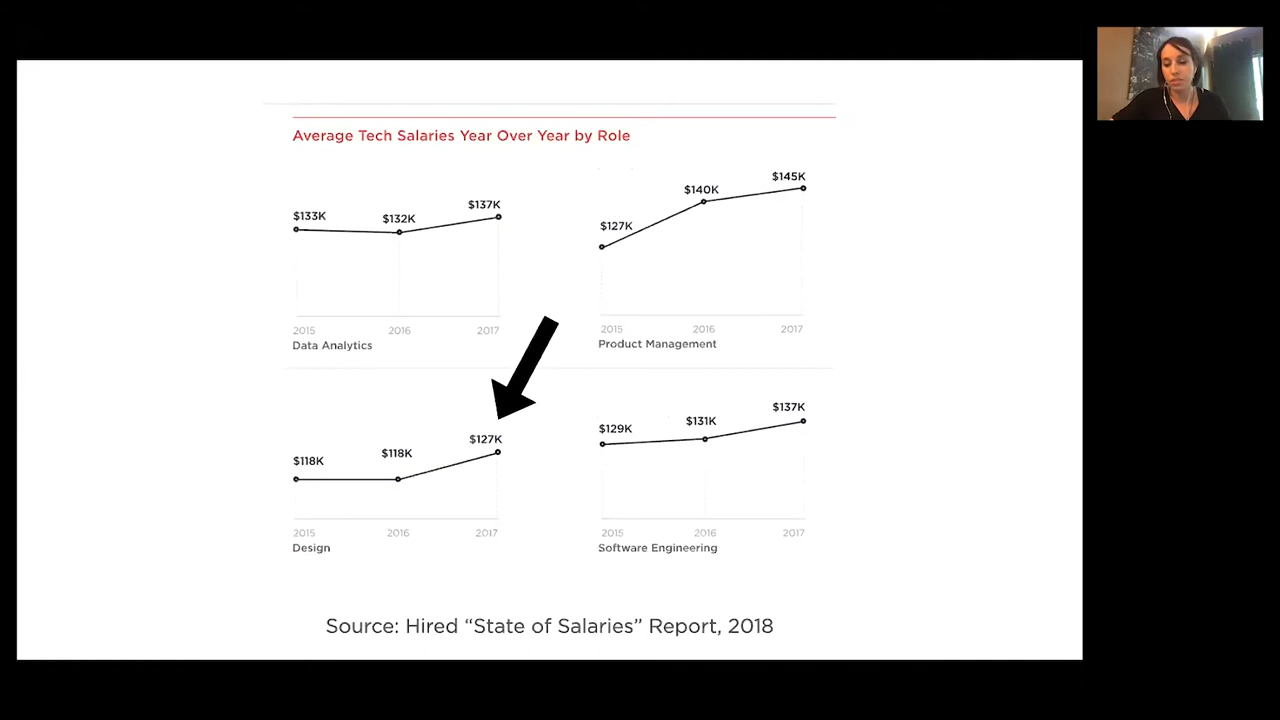 Average Tech Salaries Year Over Year by Role
$133K
$132K
$137K
2015
2016
2017
Data Analytics
$127K
$140K
$145K
2015
2016
2017
Product Management
$118K
$118K
$127K
2015
2016
2017
Design
$129K
$131K
$137K
2015
2016
2017
Software Engineering
Source: Hired “State of Salaries” Report, 2018